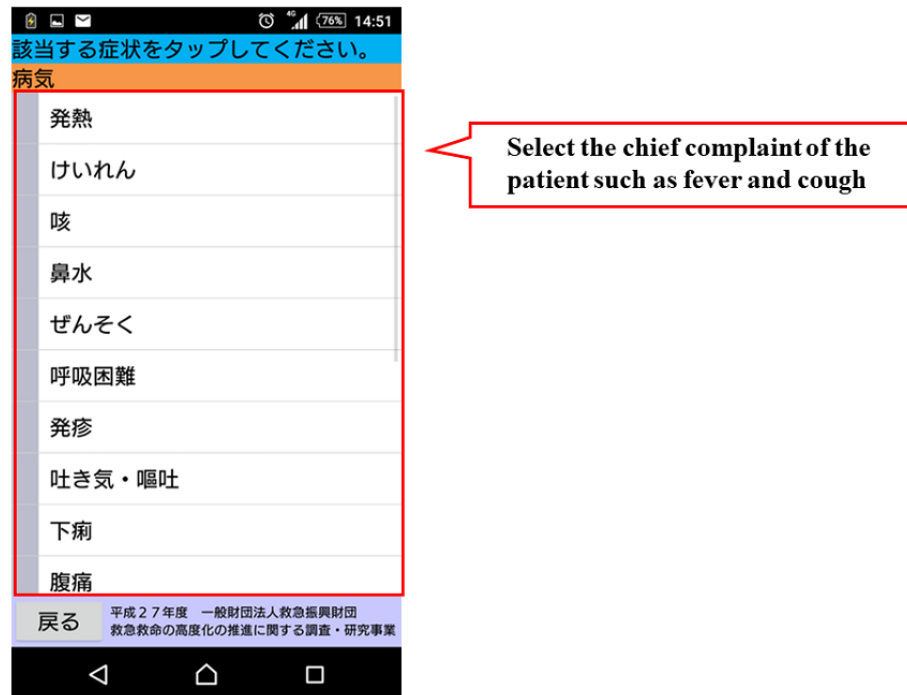 4G 76% 14:51
該当する症状をタップしてください。
病気
発熱
けいれん
咳
鼻水
ぜんそく
呼吸困難
発疹
吐き気・嘔吐
下痢
腹痛
戻る
平成27年度 一般財団法人救急振興財団
救急救命の高度化の推進に関する調査・研究事業
Select the chief complaint of the
patient such as fever and cough